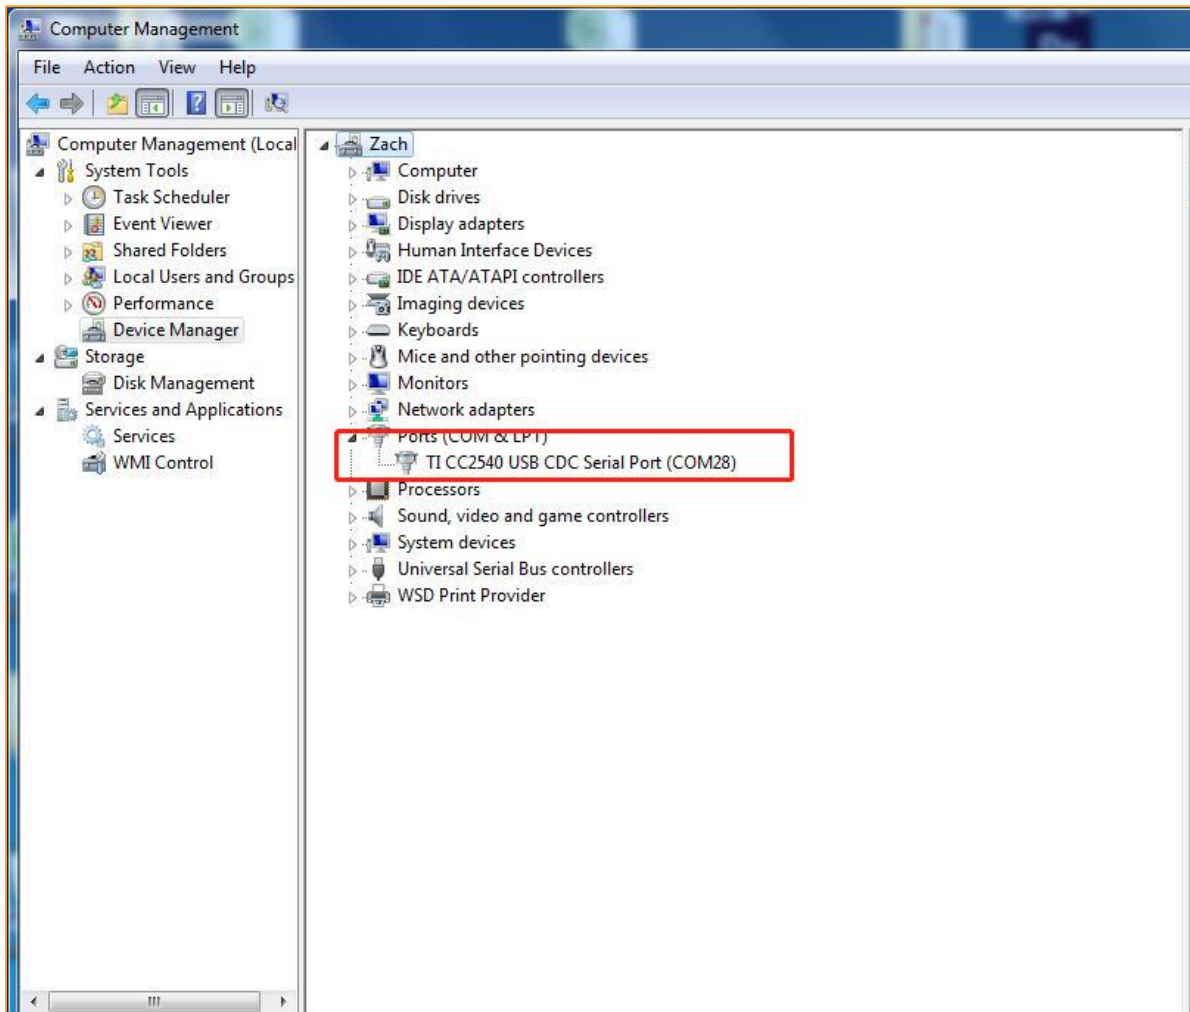 Computer Management
File Action View Help
Computer Management (Local
System Tools
Task Scheduler
Event Viewer
Shared Folders
Local Users and Groups
Performance
Device Manager
Storage
Disk Management
Services and Applications
Services
WMI Control
Zach
Computer
Disk drives
Display adapters
Human Interface Devices
IDE ATA/ATAPI controllers
Imaging devices
Keyboards
Mice and other pointing devices
Monitors
Network adapters
Ports (COM & LPT)
TI CC2540 USB CDC Serial Port (COM28)
Processors
Sound, video and game controllers
System devices
Universal Serial Bus controllers
WSD Print Provider